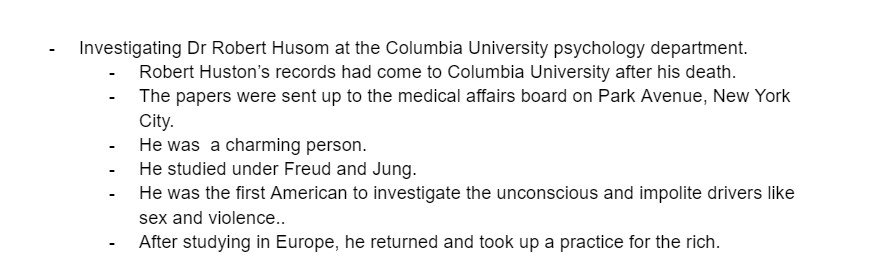 - Investigating Dr Robert Husom at the Columbia University psychology department.
- Robert Huston's records had come to Columbia University after his death.
- The papers were sent up to the medical affairs board on Park Avenue, New York
City.
- He was  a charming person.
- He studied under Freud and Jung.
- He was the first American to investigate the unconscious and impolite drivers like
sex and violence..
- After studying in Europe, he returned and took up a practice for the rich.